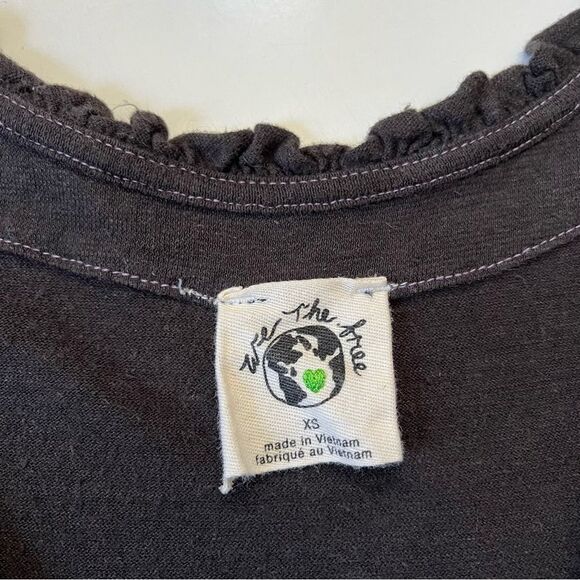 We The free
XS
made in Vietnam
fabriqué au Vietnam